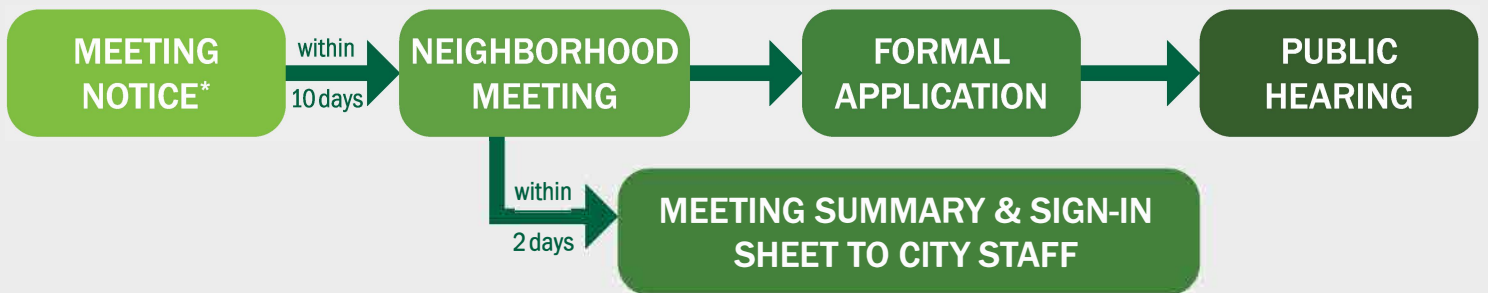 MEETING
NOTICE*
within
10 days
NEIGHBORHOOD
MEETING
FORMAL
APPLICATION
PUBLIC
HEARING
within
2 days
MEETING SUMMARY & SIGN-IN
SHEET TO CITY STAFF